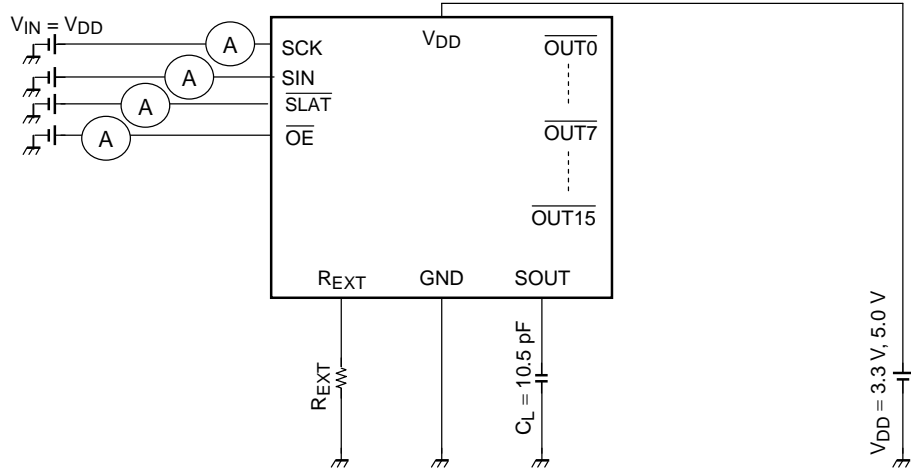 V_IN = V_DD
A
SCK
V_DD
OUT0
A
SIN
A
SLAT
A
OE
OUT7
OUT15
R_EXT
GND
SOUT
R_EXT
C_L = 10.5 pF
V_DD = 3.3 V, 5.0 V